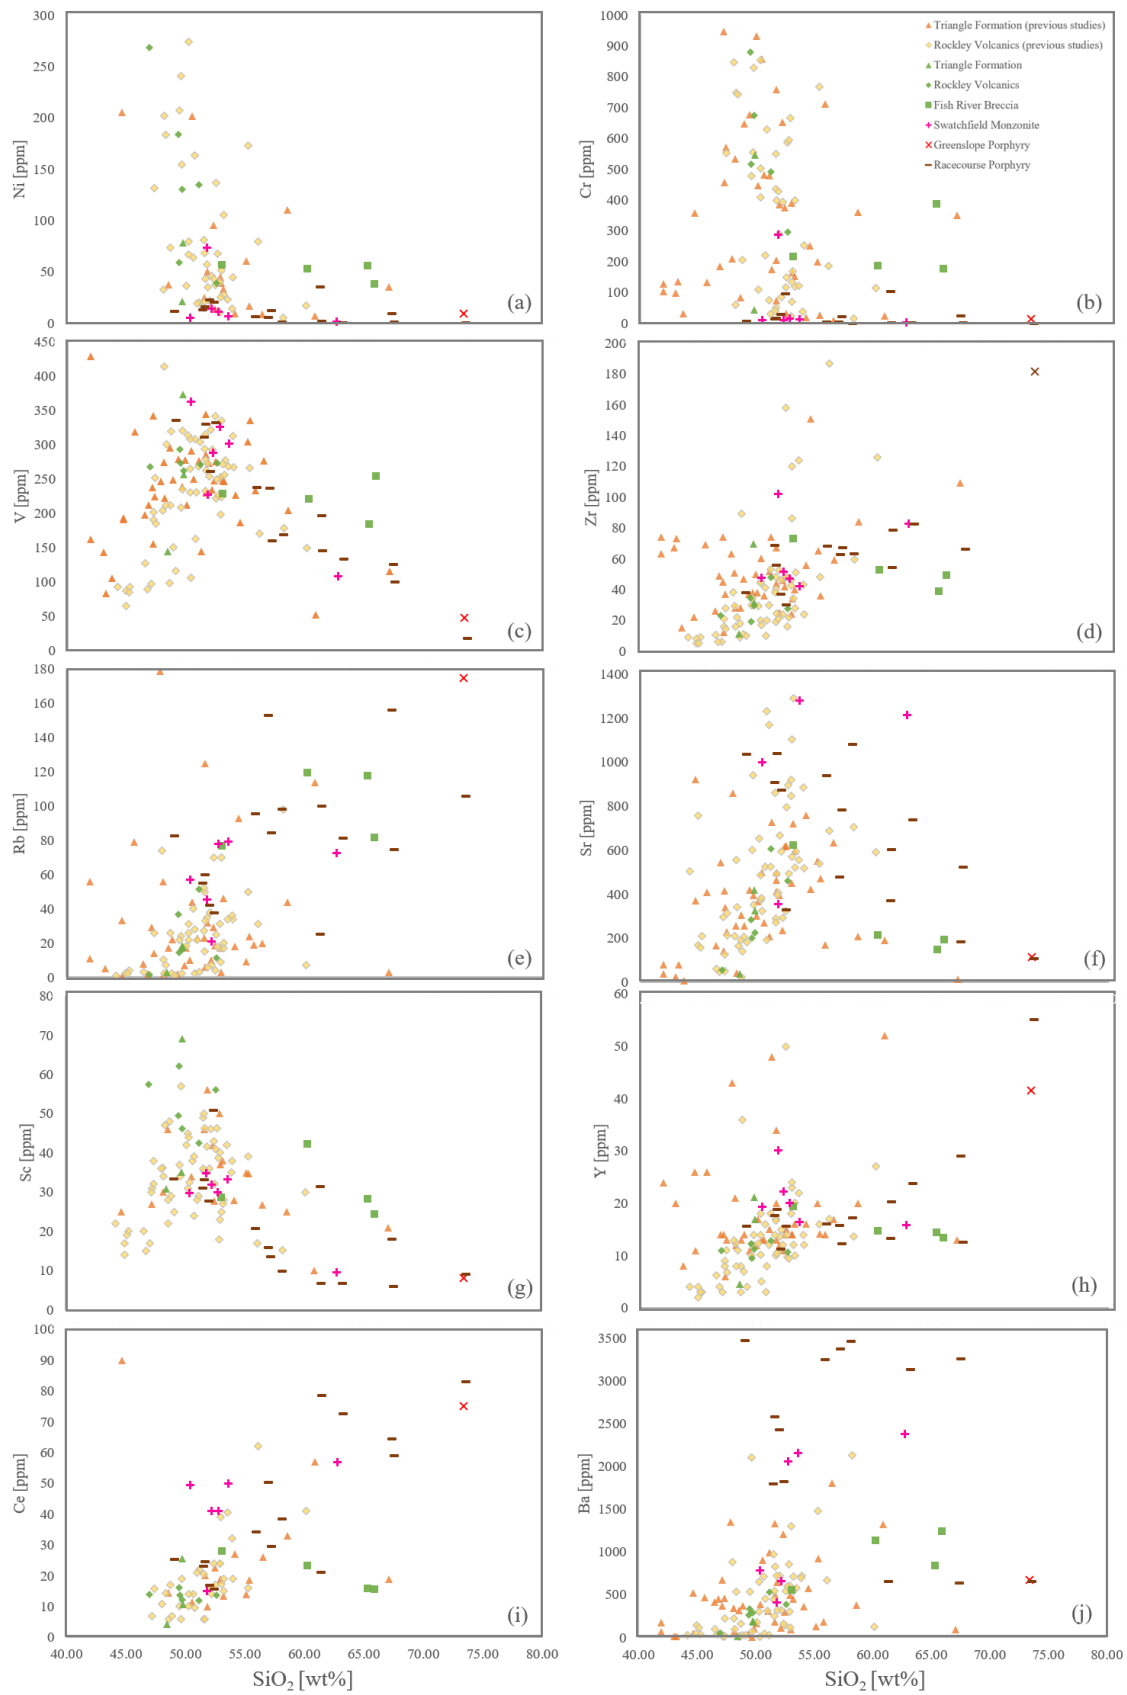 300
250
200
150
100
50
0
Ni [ppm]
(a)
1000
900
800
700
600
500
400
300
200
100
0
Cr [ppm]
Triangle Formation (previous studies)
Rockley Volcanics (previous studies)
Triangle Formation
Rockley Volcanics
Fish River Breccia
Swatchfield Monzonite
Greenslope Porphyry
Racecourse Porphyry
(b)
450
400
350
300
250
200
150
100
50
0
V [ppm]
(c)
200
180
160
140
120
100
80
60
40
20
0
Zr [ppm]
(d)
180
160
140
120
100
80
60
40
20
0
Rb [ppm]
(e)
1400
1200
1000
800
600
400
200
0
Sr [ppm]
(f)
80
70
60
50
40
30
20
10
0
Sc [ppm]
(g)
60
50
40
30
20
10
0
Y [ppm]
(h)
100
90
80
70
60
50
40
30
20
10
0
Ce [ppm]
(i)
40.00 45.00 50.00 55.00 60.00 65.00 70.00 75.00 80.00
SiO₂ [wt%]
3500
3000
2500
2000
1500
1000
500
0
Ba [ppm]
(j)
40.00 45.00 50.00 55.00 60.00 65.00 70.00 75.00 80.00
SiO₂ [wt%]